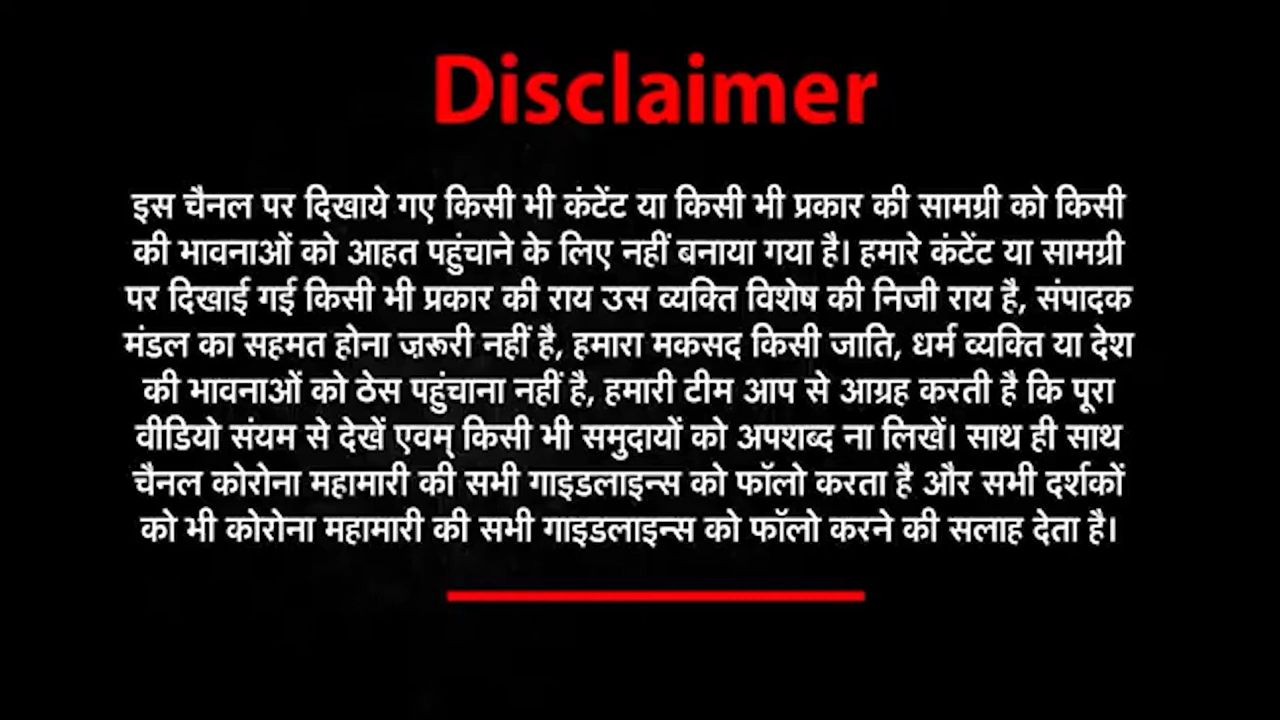 Disclaimer
इस चैनल पर दिखाये गए किसी भी कंटेंट या किसी भी प्रकार की सामग्री को किसी
की भावनाओं को आहत पहुंचाने के लिए नहीं बनाया गया है। हमारे कंटेंट या सामग्री
पर दिखाई गई किसी भी प्रकार की राय उस व्यक्ति विशेष की निजी राय है, संपादक
मंडल का सहमत होना ज़रूरी नहीं है, हमारा मकसद किसी जाति, धर्म व्यक्ति या देश
की भावनाओं को ठेस पहुंचाना नहीं है, हमारी टीम आप से आग्रह करती है कि पूरा
वीडियो संयम से देखें एवम् किसी भी समुदायों को अपशब्द ना लिखें। साथ ही साथ
चैनल कोरोना महामारी की सभी गाइडलाइन्स को फॉलो करता है और सभी दर्शकों
को भी कोरोना महामारी की सभी गाइडलाइन्स को फॉलो करने की सलाह देता है।